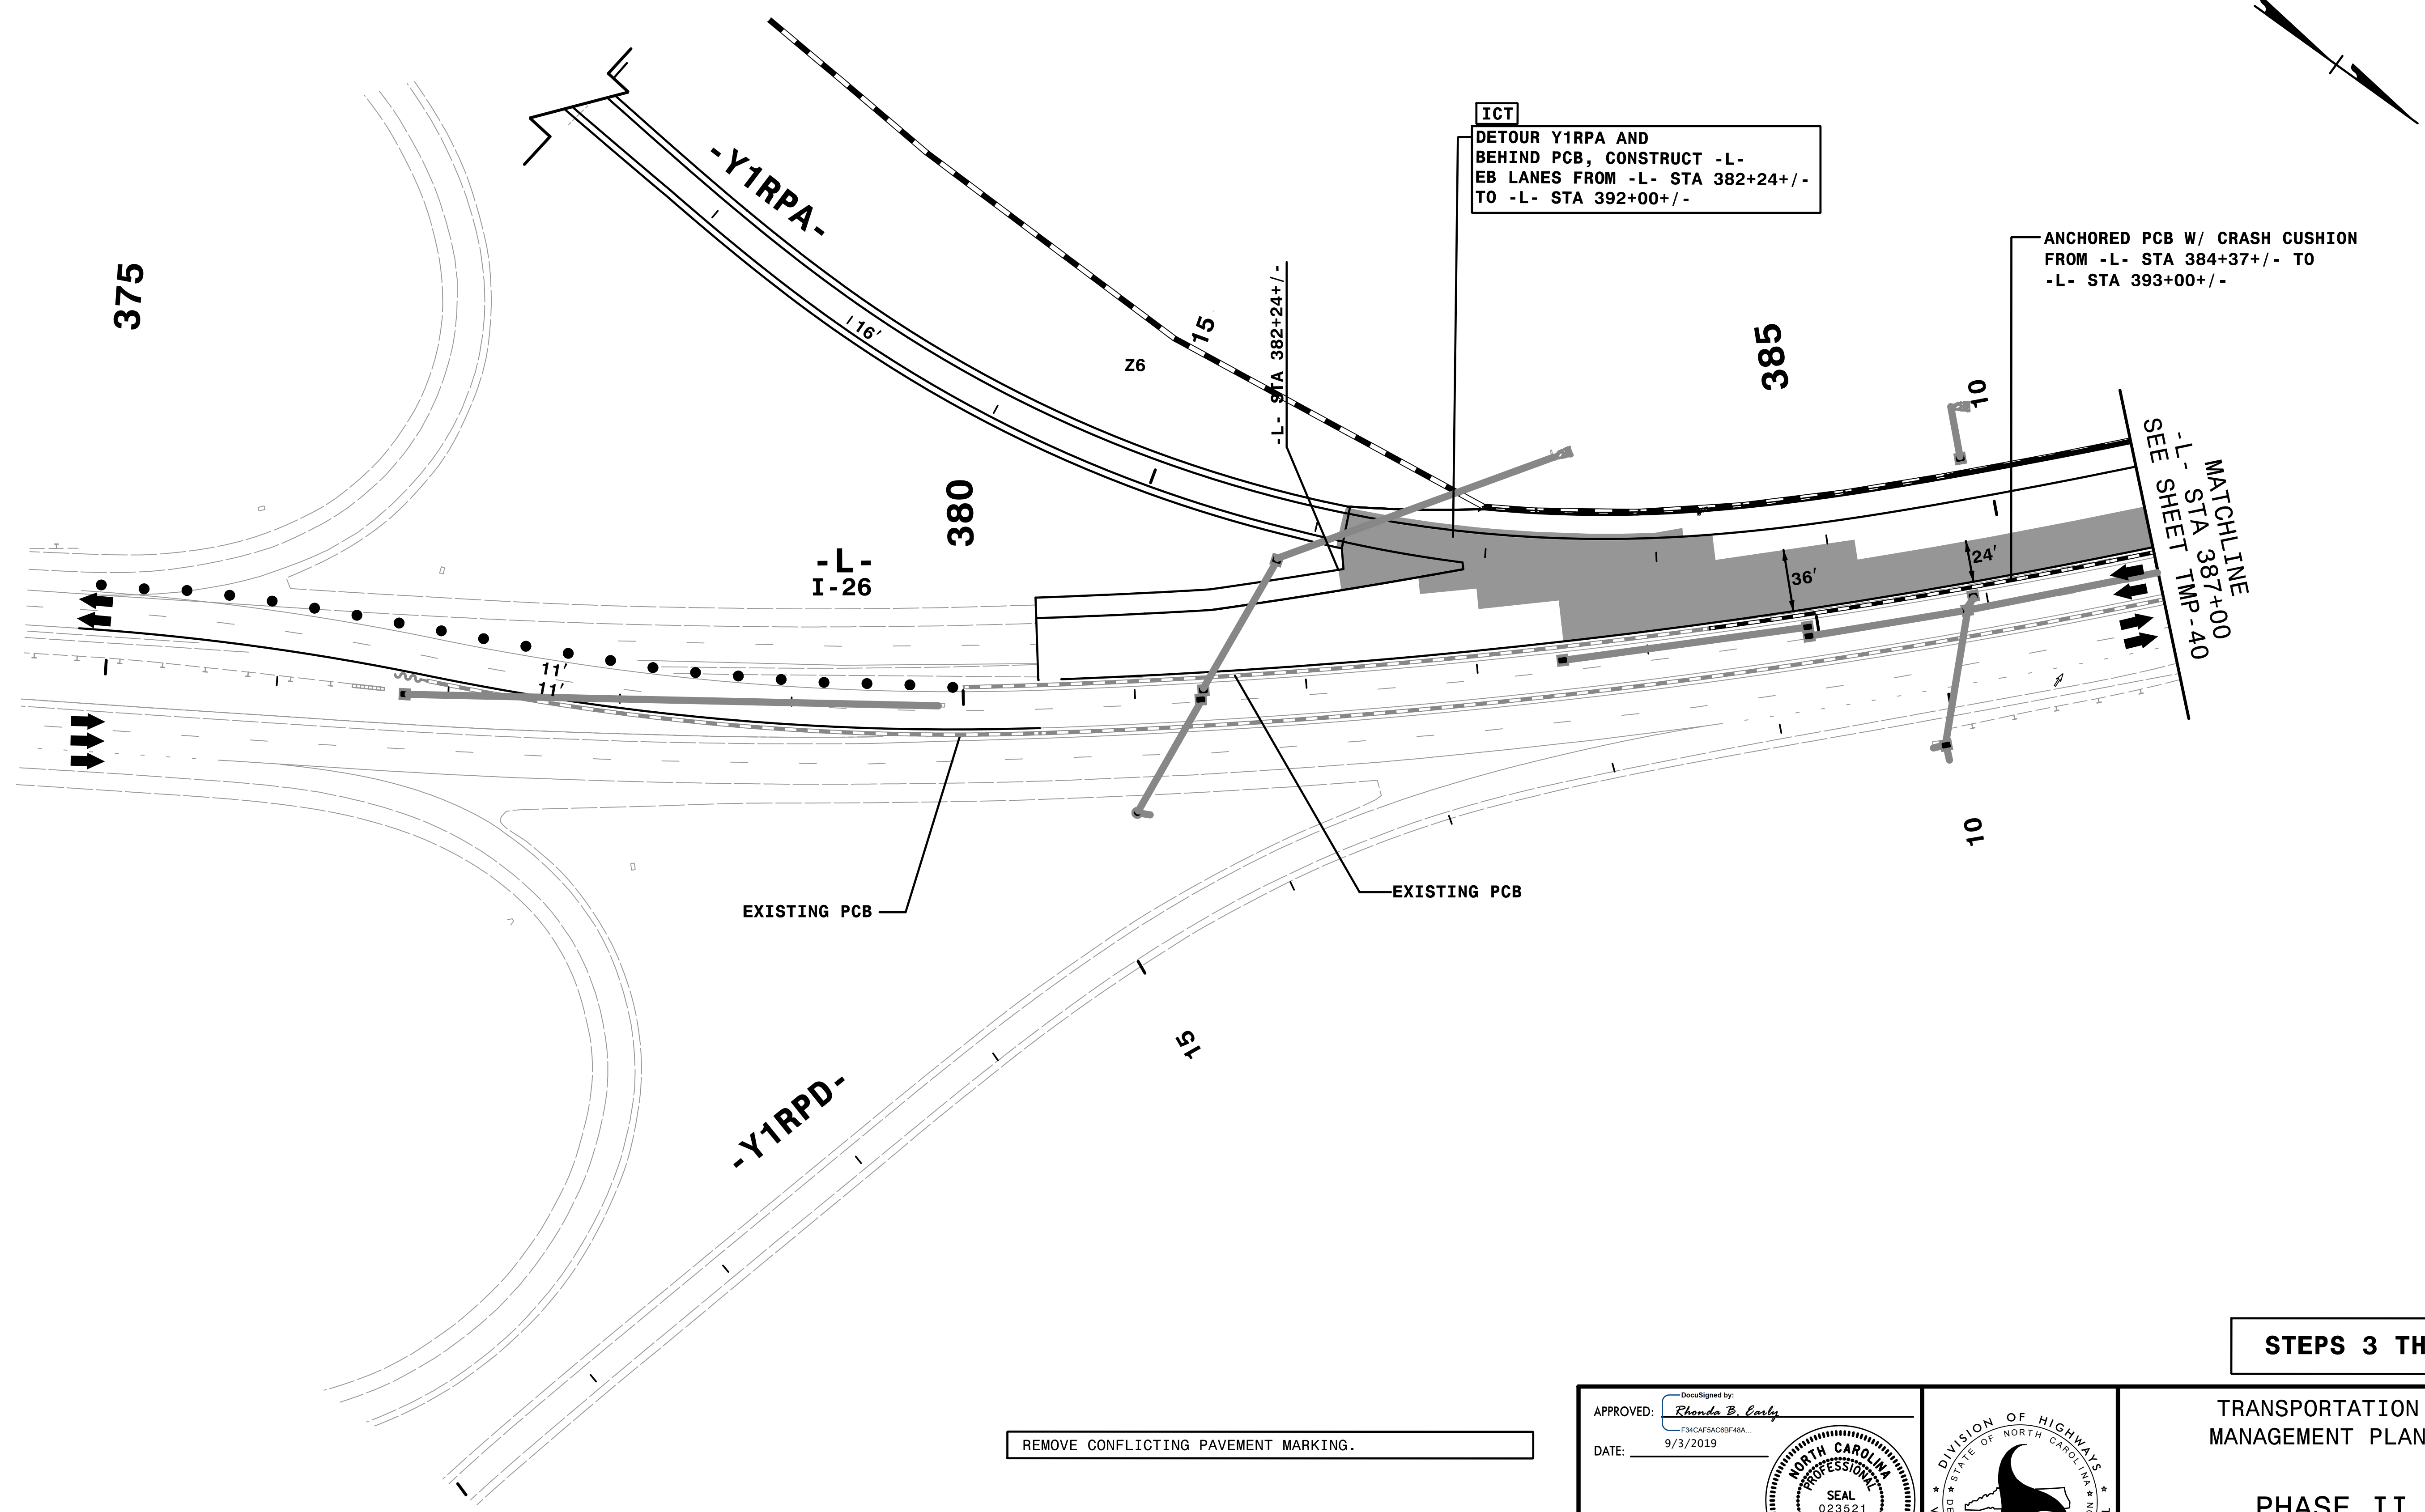 ICT
DETOUR Y1RPA AND
BEHIND PCB, CONSTRUCT -L-
EB LANES FROM -L- STA 382+24+/-
TO -L- STA 392+00+/-
-Y1RPA-
ANCHORED PCB W/ CRASH CUSHION
FROM -L- STA 384+37+/- TO
-L- STA 393+00+/-
375
16'
Z6
15
-L- STA 382+24+/-
385
10
380
-L-
I-26
MATCHLINE
-L- STA 387+00
SEE SHEET TMP-40
36'
24'
11'
11'
10
EXISTING PCB
EXISTING PCB
15
-Y1RPD-
STEPS 3 TH
REMOVE CONFLICTING PAVEMENT MARKING.
DocuSigned by:
APPROVED: Rhonda B. Early
F34CAF5AC6BF48A...
DATE: 9/3/2019
NORTH CAROLINA
PROFESSIONAL
SEAL
023521
DIVISION OF HIGHWAYS
STATE OF NORTH CAROLINA
TRANSPORTATION
MANAGEMENT PLAN
PHASE II